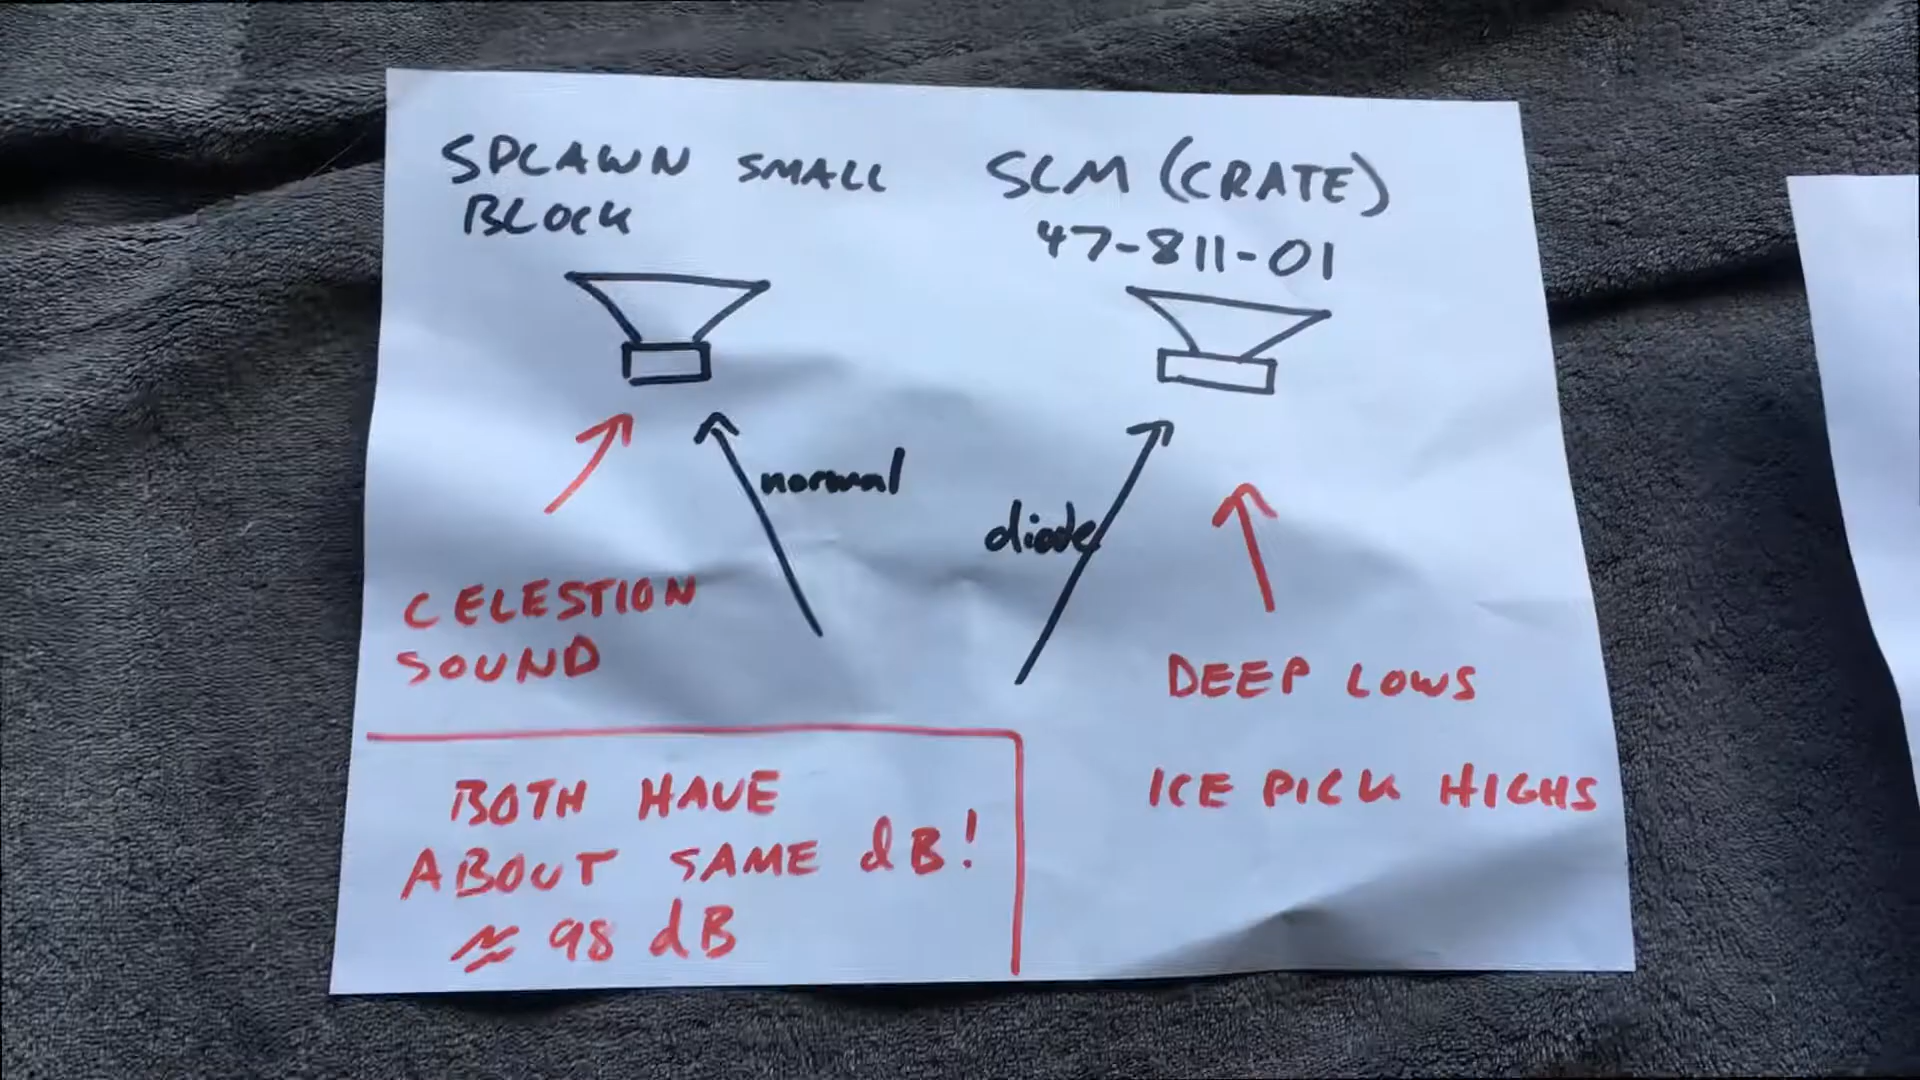 SPLAWN SMALL
BLOCK
SLM (CRATE)
47-811-01
normal
diode
CELESTION
SOUND
DEEP LOWS
ICE PICK HIGHS
BOTH HAVE
ABOUT SAME dB!
≈ 98 dB